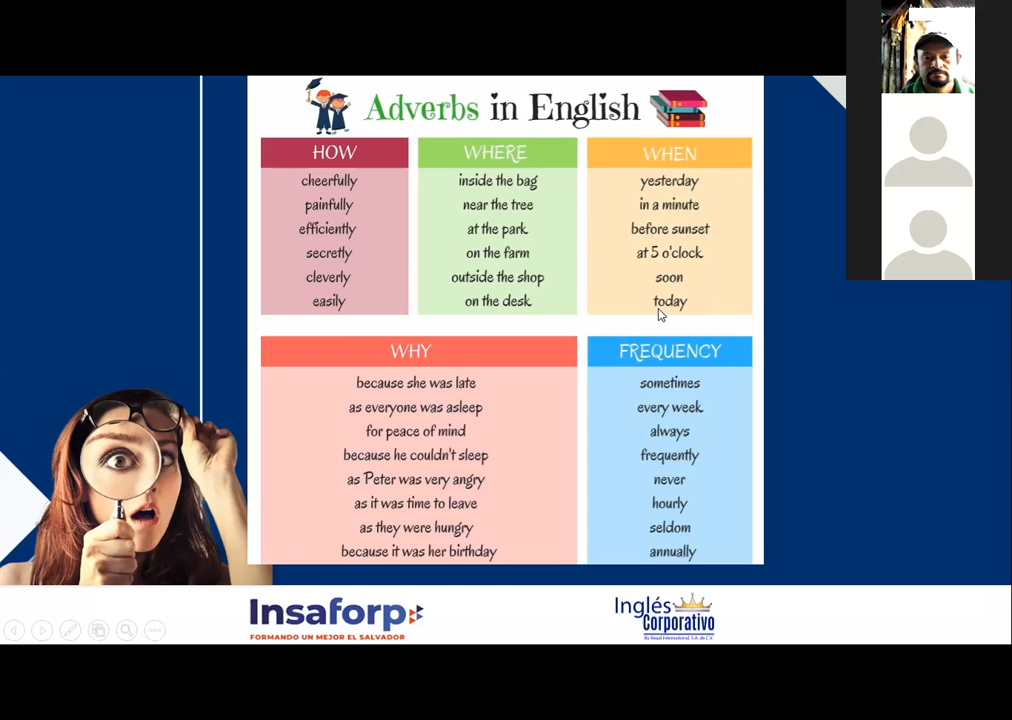 Adverbs in English
HOW
cheerfully
painfully
efficiently
secretly
cleverly
easily
WHERE
inside the bag
near the tree
at the park
on the farm
outside the shop
on the desk
WHEN
yesterday
in a minute
before sunset
at 5 o'clock
soon
today
WHY
because she was late
as everyone was asleep
for peace of mind
because he couldn't sleep
as Peter was very angry
as it was time to leave
as they were hungry
because it was her birthday
FREQUENCY
sometimes
every week
always
frequently
never
hourly
seldom
annually
Insaforp
FORMANDO UN MEJOR EL SALVADOR
Inglés
Corporativo
By Regal International, S.A. de C.V.